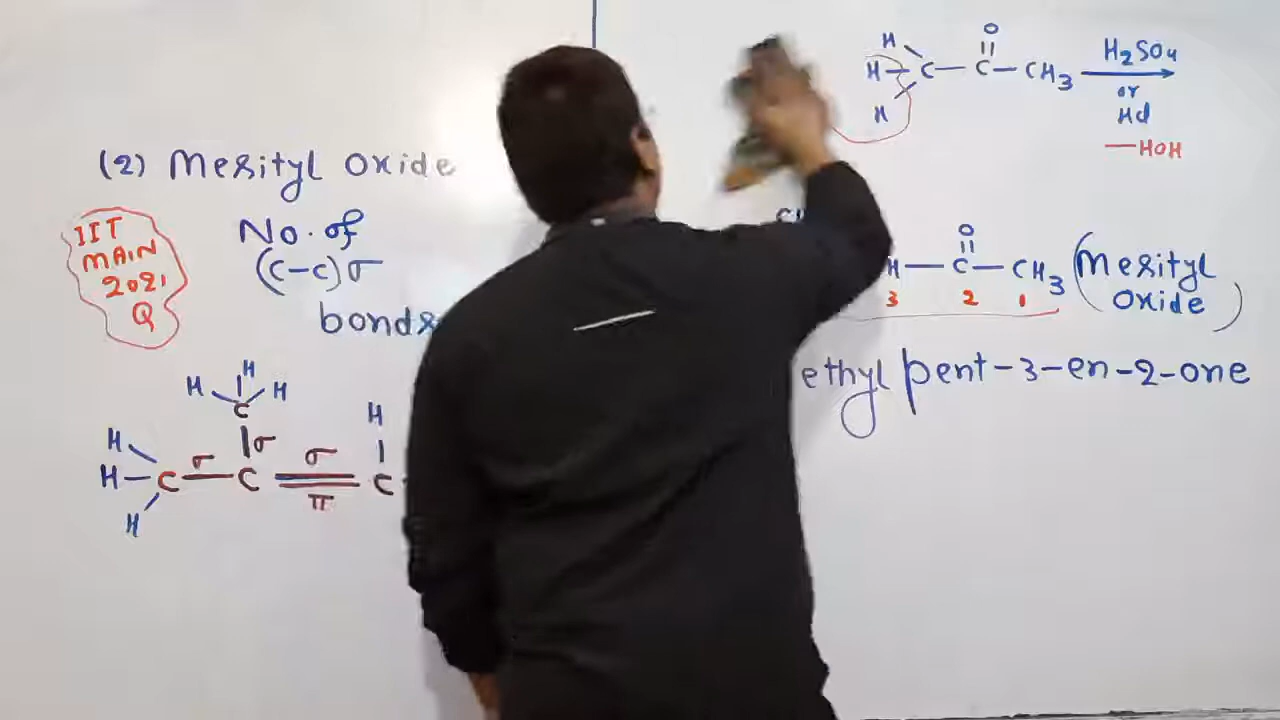 (2) Mesityl Oxide
IIT
MAIN
2021
Q
No. of
(C-C) σ
bonds
H H H
C
H σ σ H
H C C C
H π
H O
H - C - C - CH3 H2SO4
H or
Hcl
- HOH
O
H - C - CH3 (Mesityl
3 2 1 Oxide)
ethyl pent-3-en-2-one